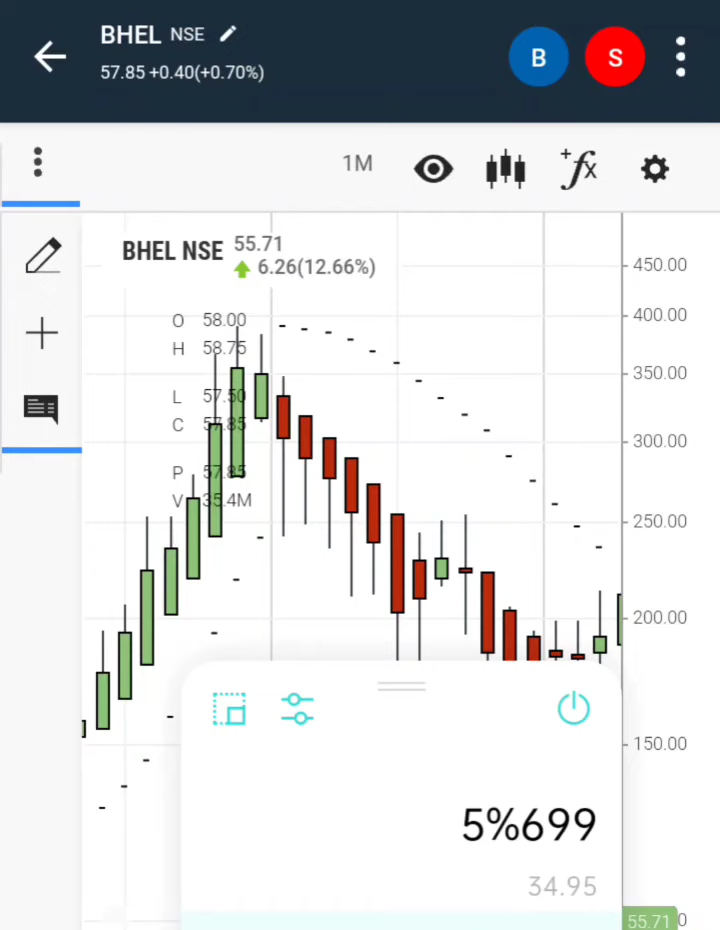 BHEL NSE
57.85 +0.40(+0.70%)
B
S
1M
+fx
BHEL NSE 55.71
6.26(12.66%)
O 58.00
H 58.75
L 57.50
C 57.85
P 57.85
V 35.4M
450.00
400.00
350.00
300.00
250.00
200.00
150.00
5%699
34.95
55.71